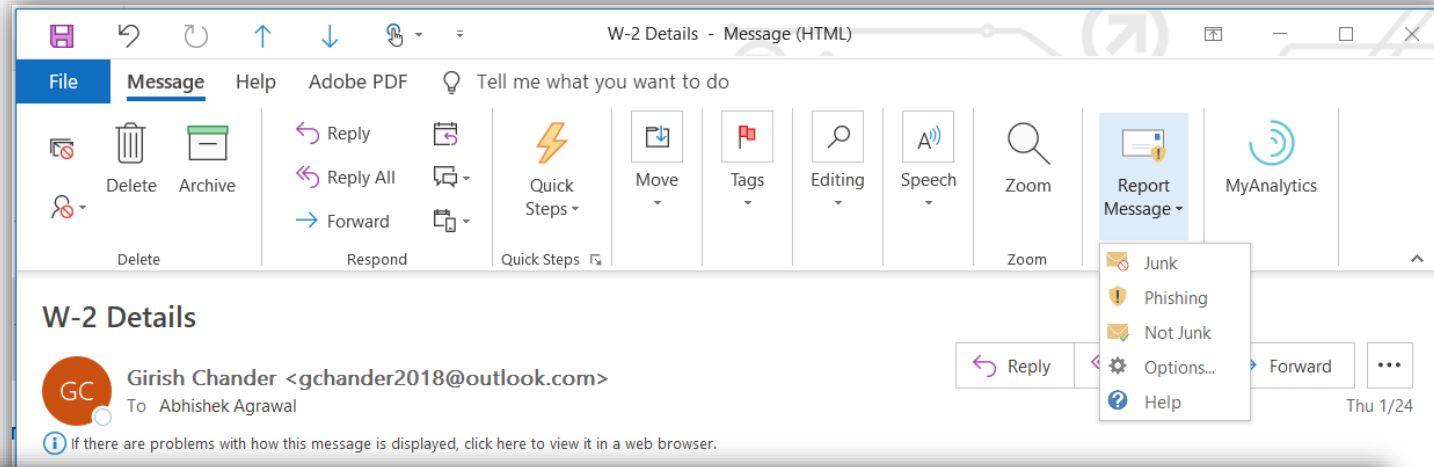 W-2 Details - Message (HTML)
File Message Help Adobe PDF Tell me what you want to do
Delete
Archive
Reply
Reply All
Forward
Quick
Steps
Move
Tags
Editing
Speech
Zoom
Report
Message
MyAnalytics
Delete
Respond
Quick Steps
Zoom
Junk
Phishing
Not Junk
Options...
Help
W-2 Details
GC
Girish Chander <gchander2018@outlook.com>
To Abhishek Agrawal
Reply
Forward
Thu 1/24
If there are problems with how this message is displayed, click here to view it in a web browser.